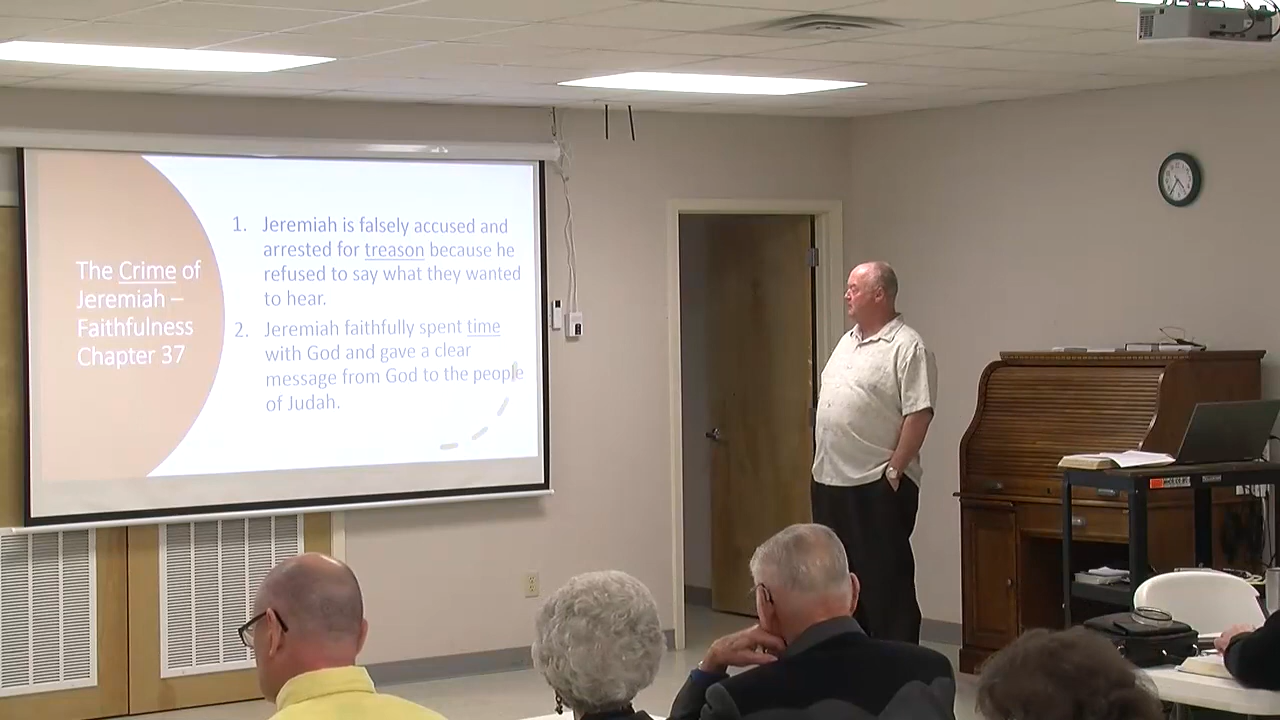 The Crime of
Jeremiah –
Faithfulness
Chapter 37
1. Jeremiah is falsely accused and
arrested for treason because he
refused to say what they wanted
to hear.
2. Jeremiah faithfully spent time
with God and gave a clear
message from God to the people
of Judah.